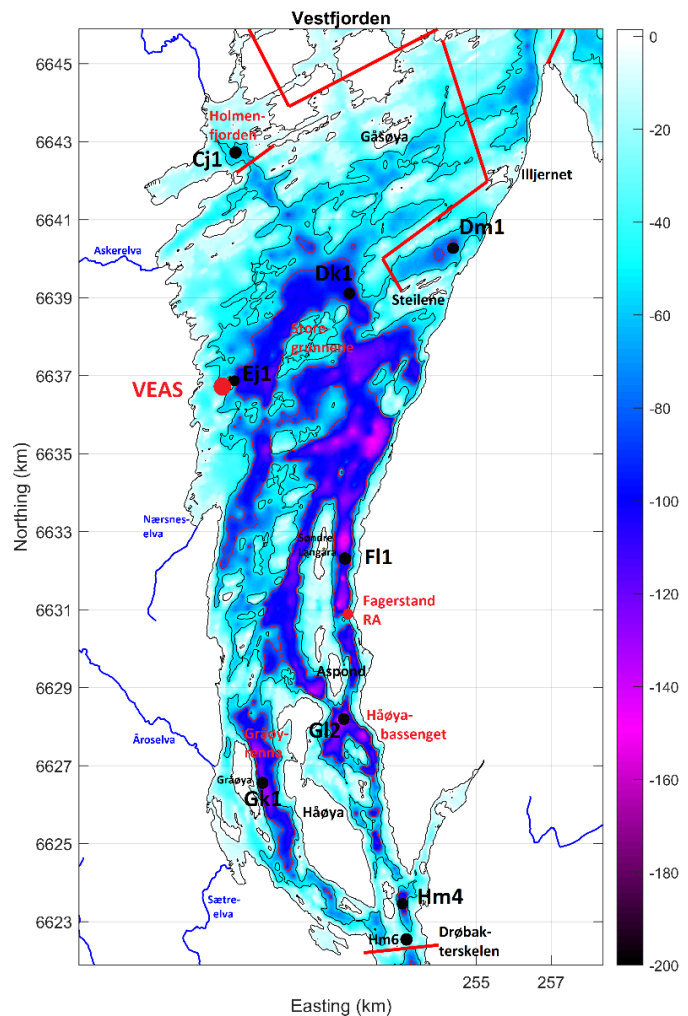 Vestfjorden
6645
6643
6641
6639
6637
6635
6633
6631
6629
6627
6625
6623
Northing (km)
255
257
Easting (km)
0
-20
-40
-60
-80
-100
-120
-140
-160
-180
-200
Holmen-
fjorden
Cj1
Gåsøya
Illjernet
Dm1
Askerelva
Dk1
Steilene
Store-
grunnene
Ej1
VEAS
Nærsnes-
elva
Søndre
Langåra
Fl1
Fagerstand
RA
Aspond
Gl2
Håøya-
bassenget
Gråøy-
renna
Åroselva
Gråøya
Gk1
Håøya
Sætre-
elva
Hm4
Hm6
Drøbak-
terskelen